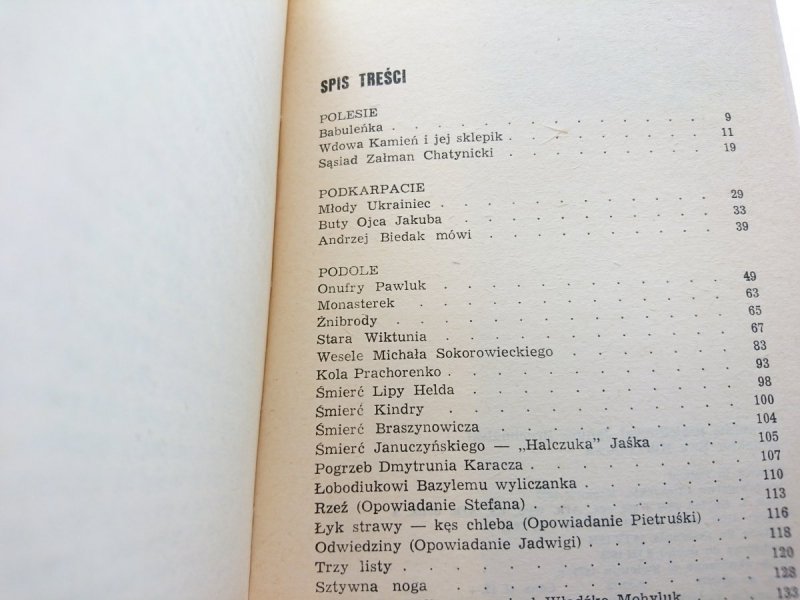 SPIS TREŚCI
POLESIE
Babuleńka . . . . . . . . . . 9
Wdowa Kamień i jej sklepik . . . . . . . 11
Sąsiad Załman Chatynicki . . . . . . . 19
PODKARPACIE
Młody Ukrainiec . . . . . . . . . 29
Buty Ojca Jakuba . . . . . . . . . 33
Andrzej Biedak mówi . . . . . . . . 39
PODOLE
Onufry Pawluk . . . . . . . . . . 49
Monasterek . . . . . . . . . . 63
Żnibrody . . . . . . . . . . . 65
Stara Wiktunia . . . . . . . . . . 67
Wesele Michała Sokorowieckiego . . . . . . 83
Kola Prachorenko . . . . . . . . . 93
Śmierć Lipy Helda . . . . . . . . . 98
Śmierć Kindry . . . . . . . . . . 100
Śmierć Braszynowicza . . . . . . . . 104
Śmierć Januczyńskiego — „Halczuka” Jaśka . . . . 105
Pogrzeb Dmytrunia Karacza . . . . . . . 107
Łobodiukowi Bazylemu wyliczanka . . . . . . 110
Rzeź (Opowiadanie Stefana) . . . . . . . 113
Łyk strawy — kęs chleba (Opowiadanie Pietruśki) . . 116
Odwiedziny (Opowiadanie Jadwigi) . . . . . . 118
Trzy listy . . . . . . . . . . . 120
Sztywna noga . . . . . . . . . . 128
Mohyluk . . . 133